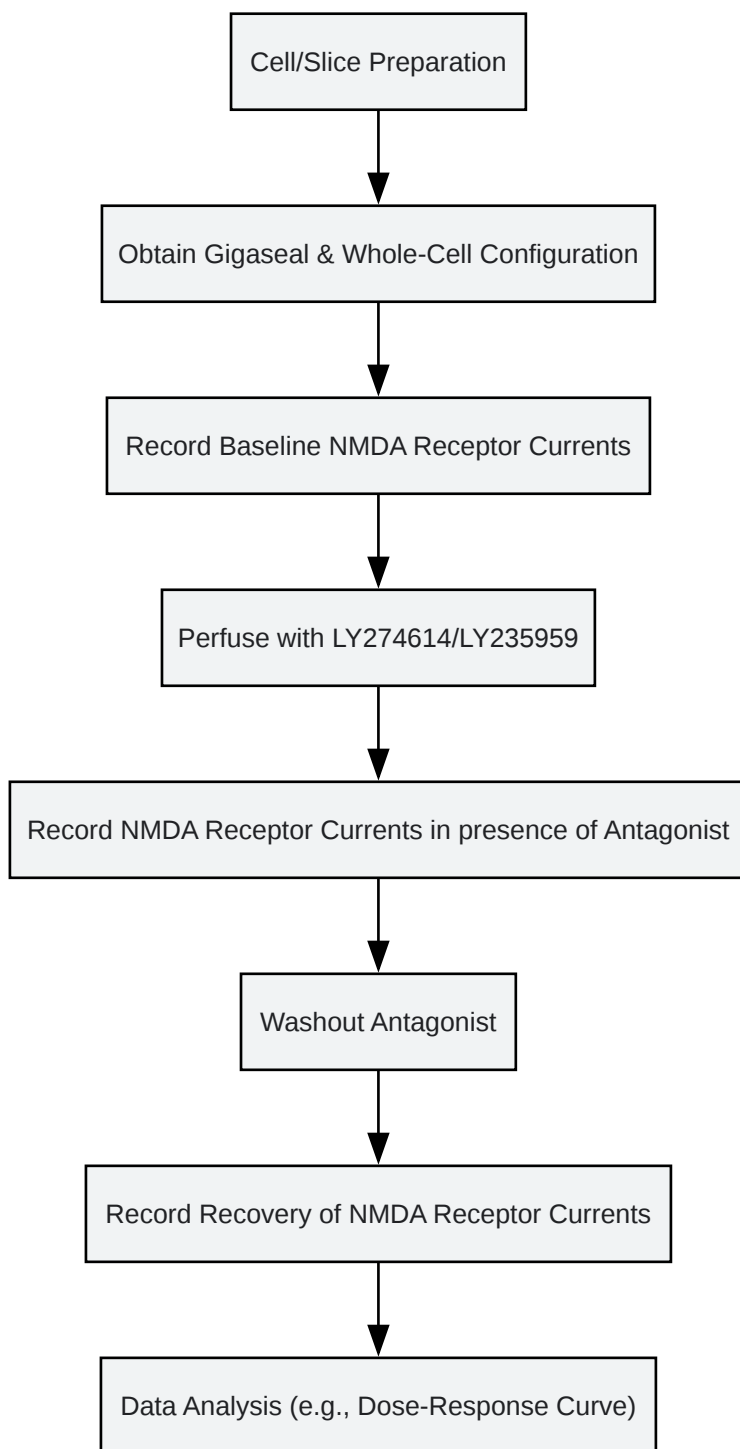 Cell/Slice Preparation
Obtain Gigaseal & Whole-Cell Configuration
Record Baseline NMDA Receptor Currents
Perfuse with LY274614/LY235959
Record NMDA Receptor Currents in presence of Antagonist
Washout Antagonist
Record Recovery of NMDA Receptor Currents
Data Analysis (e.g., Dose-Response Curve)